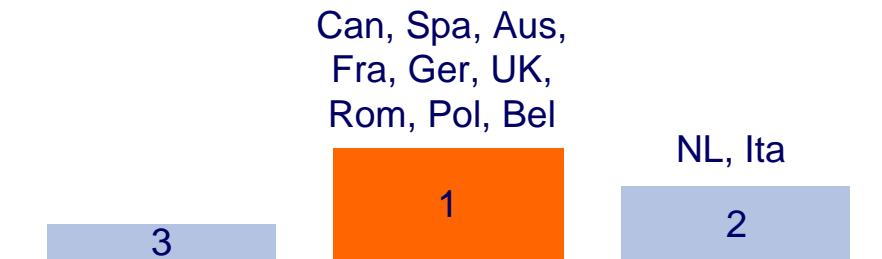 Can, Spa, Aus,
Fra, Ger, UK,
Rom, Pol, Bel
NL, Ita
1
2
3